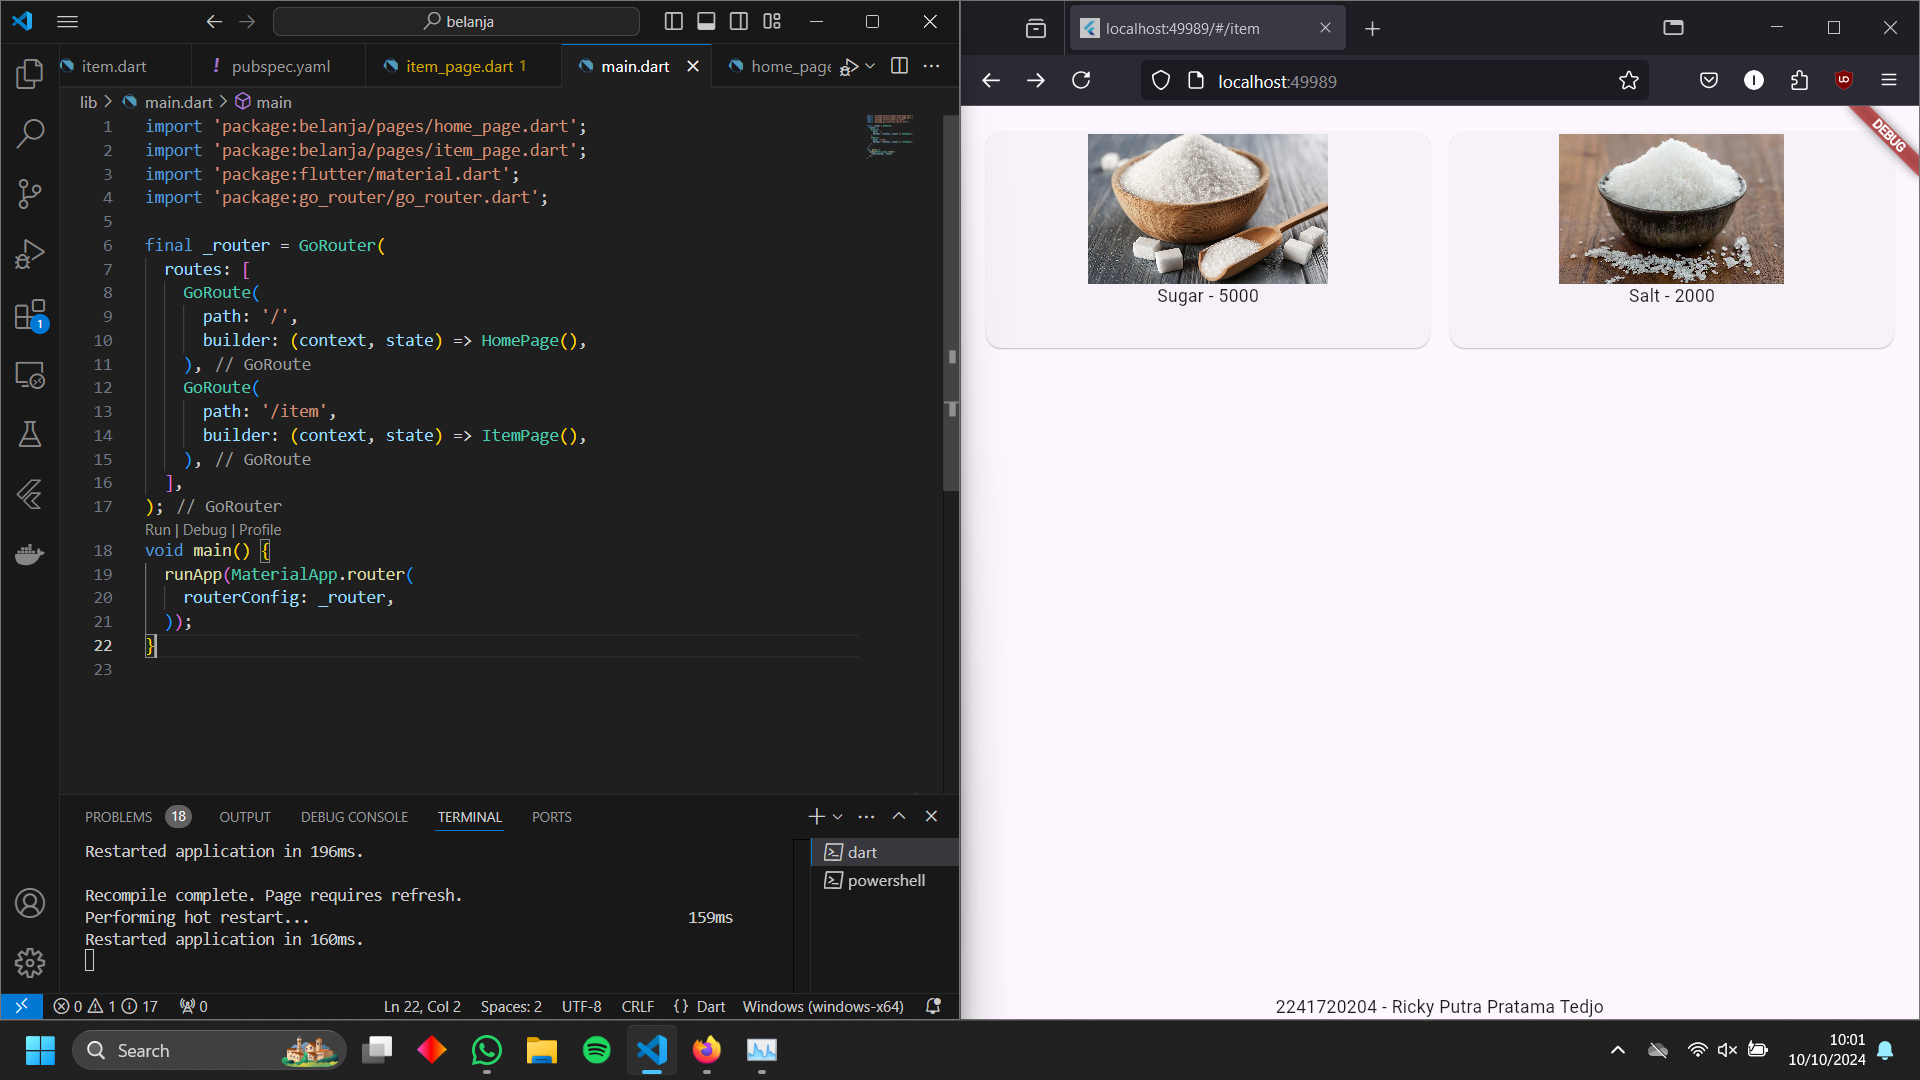 belanja
item.dart
! pubspec.yaml
item_page.dart 1
main.dart
home_page
lib > main.dart > main
1 import 'package:belanja/pages/home_page.dart';
2 import 'package:belanja/pages/item_page.dart';
3 import 'package:flutter/material.dart';
4 import 'package:go_router/go_router.dart';
5
6 final _router = GoRouter(
7 routes: [
8 GoRoute(
9 path: '/',
10 builder: (context, state) => HomePage(),
11 ), // GoRoute
12 GoRoute(
13 path: '/item',
14 builder: (context, state) => ItemPage(),
15 ), // GoRoute
16 ],
17 ); // GoRouter
Run | Debug | Profile
18 void main() {
19 runApp(MaterialApp.router(
20 routerConfig: _router,
21 ));
22 }
23
1
PROBLEMS 18 OUTPUT DEBUG CONSOLE TERMINAL PORTS
Restarted application in 196ms.
Recompile complete. Page requires refresh.
Performing hot restart... 159ms
Restarted application in 160ms.
dart
powershell
0 1 17 0 Ln 22, Col 2 Spaces: 2 UTF-8 CRLF {} Dart Windows (windows-x64)
localhost:49989/#/item
localhost:49989
DEBUG
Sugar - 5000
Salt - 2000
2241720204 - Ricky Putra Pratama Tedjo
Search
10:01
10/10/2024